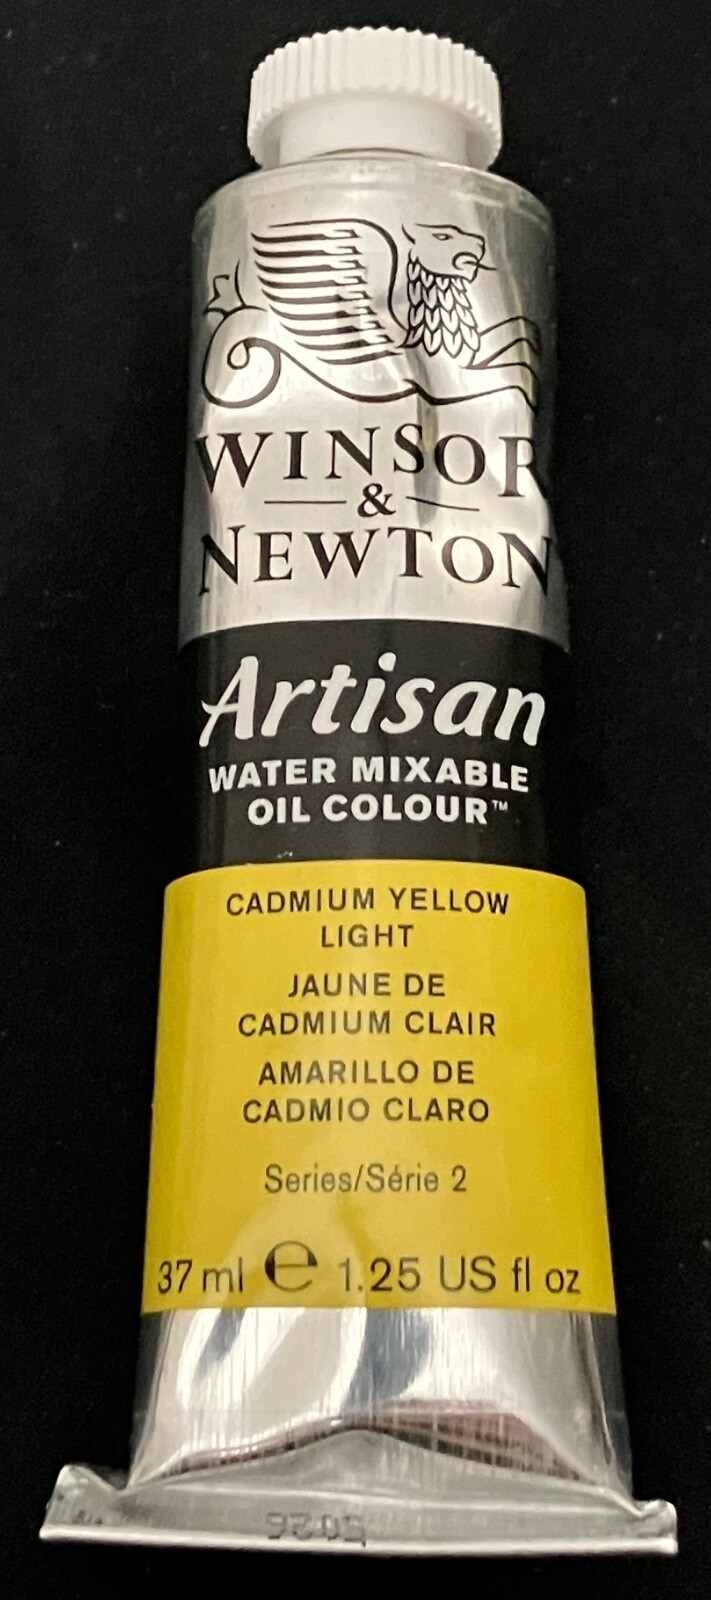 WINSOR
&
NEWTON
Artisan
WATER MIXABLE
OIL COLOUR™
CADMIUM YELLOW
LIGHT
JAUNE DE
CADMIUM CLAIR
AMARILLO DE
CADMIO CLARO
Series/Série 2
37 ml ℮ 1.25 US fl oz